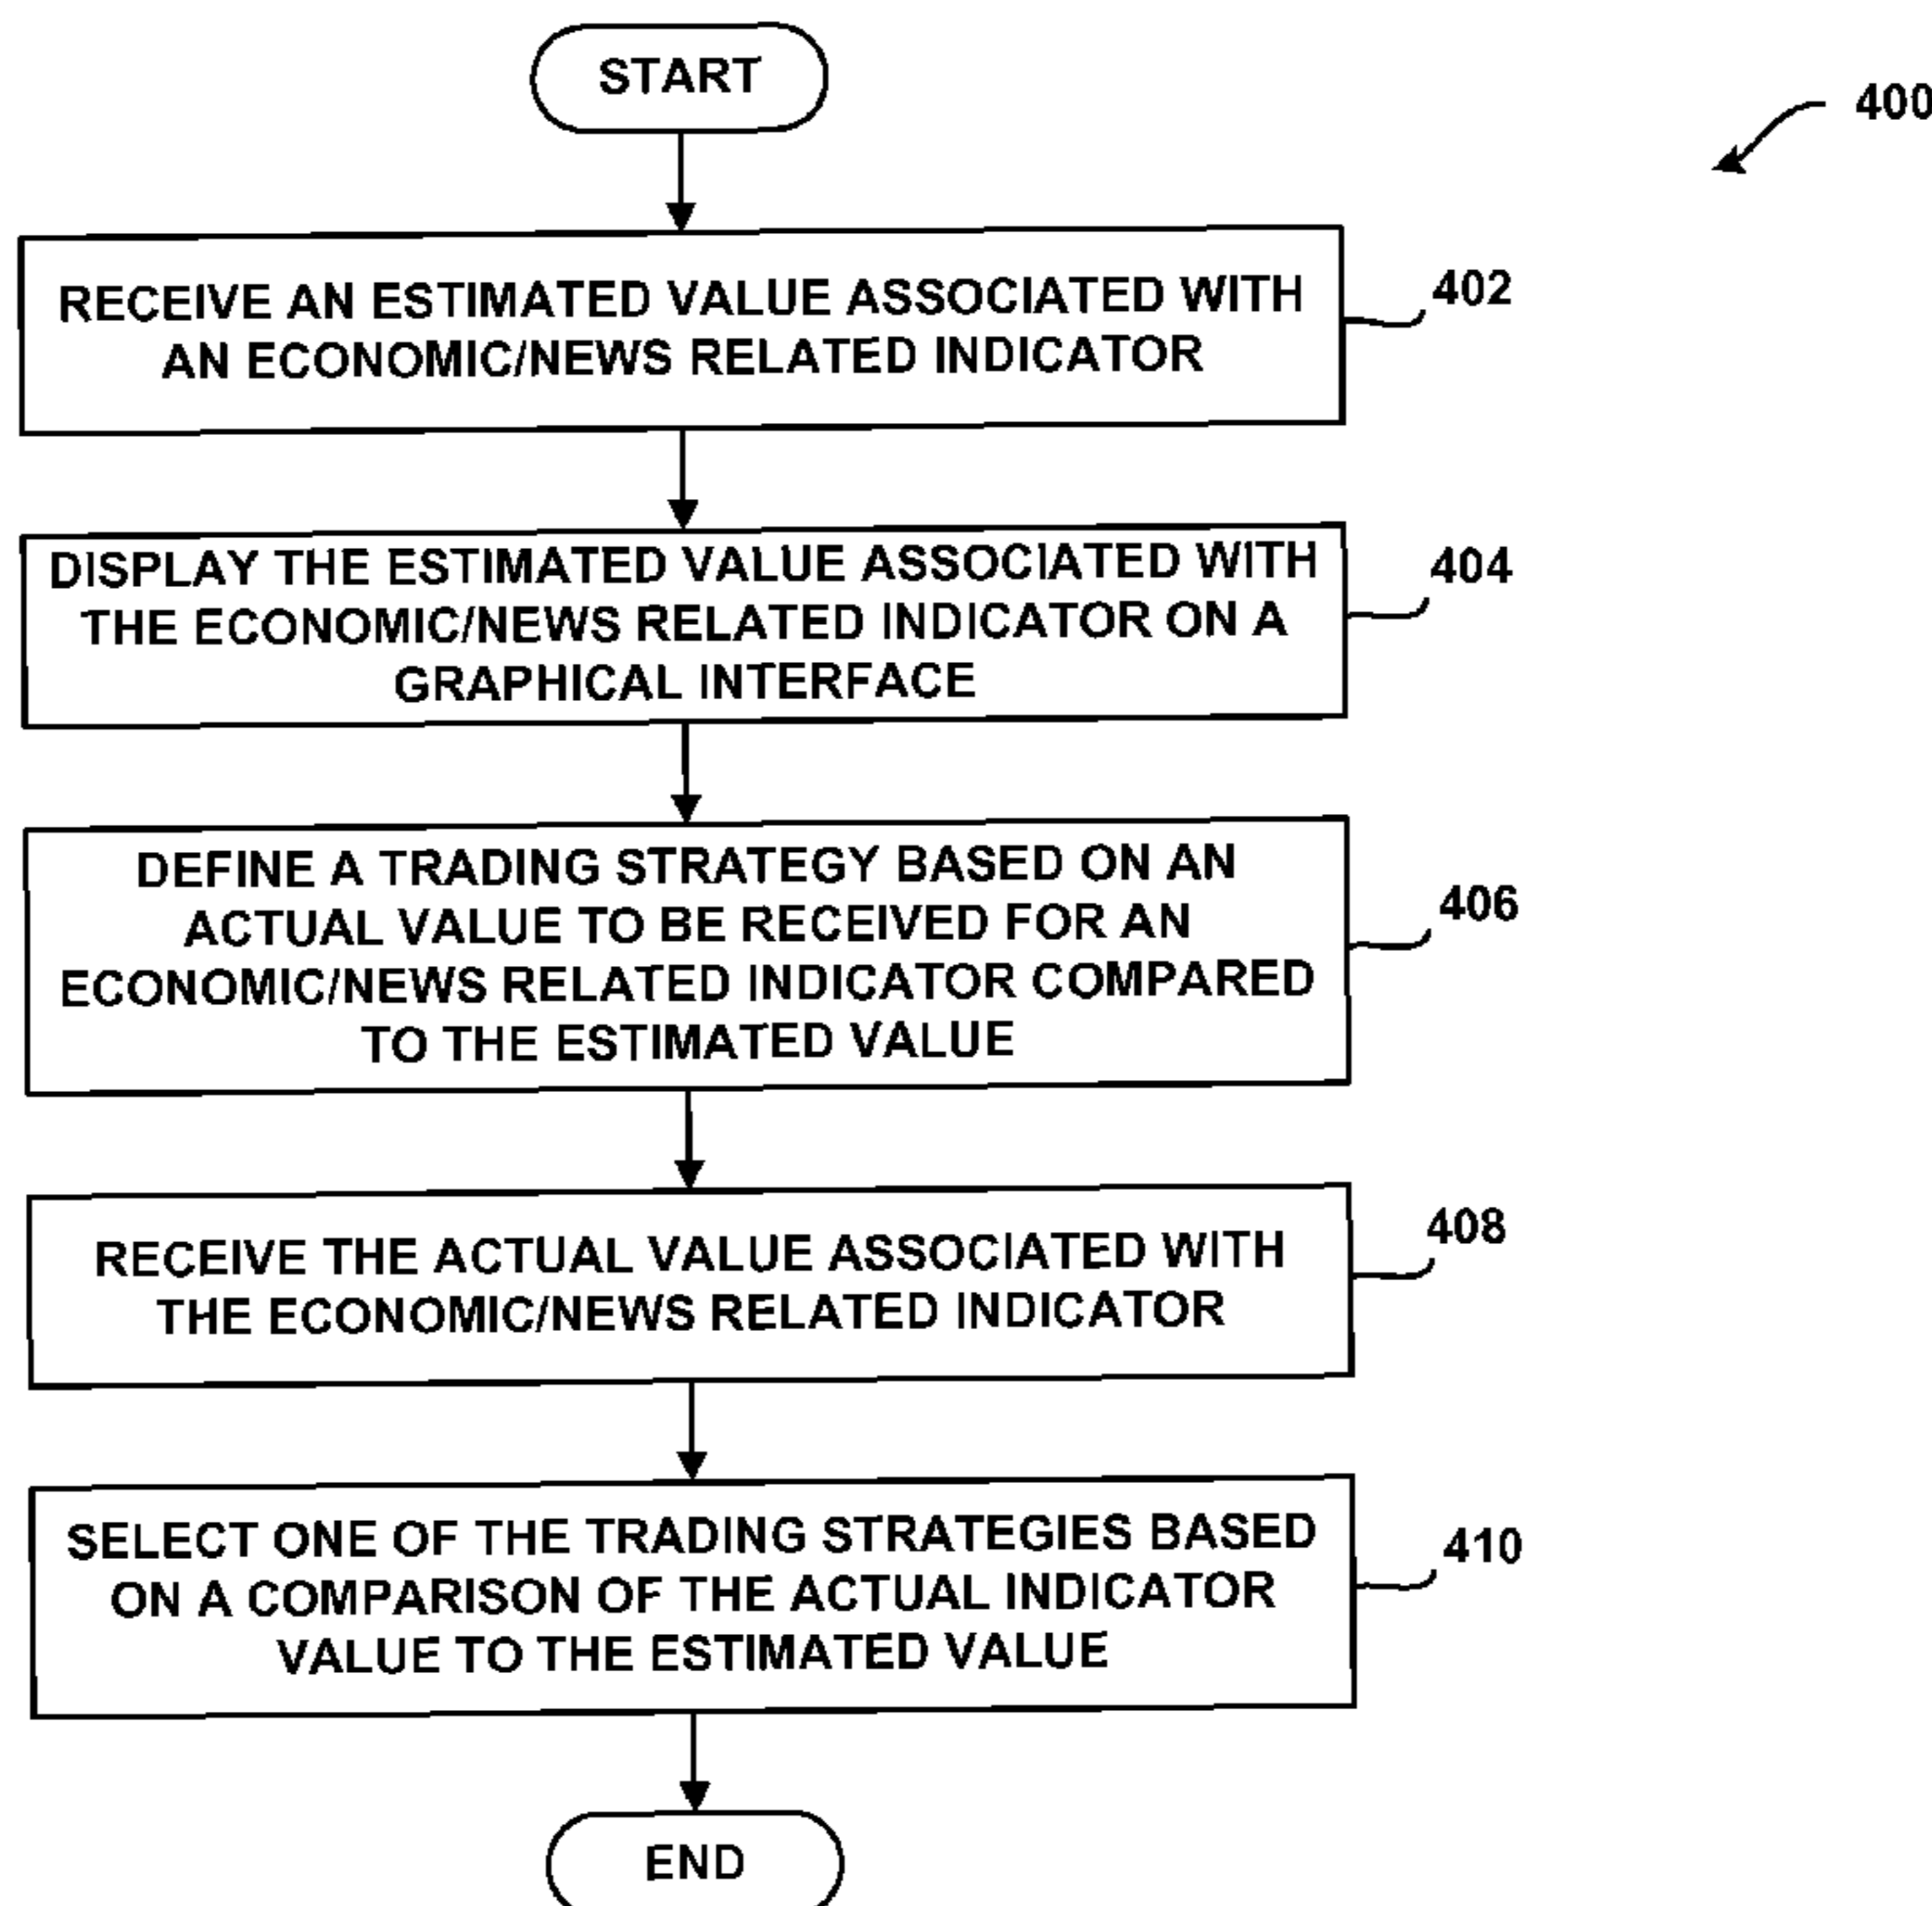 START
400
RECEIVE AN ESTIMATED VALUE ASSOCIATED WITH
AN ECONOMIC/NEWS RELATED INDICATOR
402
DISPLAY THE ESTIMATED VALUE ASSOCIATED WITH
THE ECONOMIC/NEWS RELATED INDICATOR ON A
GRAPHICAL INTERFACE
404
DEFINE A TRADING STRATEGY BASED ON AN
ACTUAL VALUE TO BE RECEIVED FOR AN
ECONOMIC/NEWS RELATED INDICATOR COMPARED
TO THE ESTIMATED VALUE
406
RECEIVE THE ACTUAL VALUE ASSOCIATED WITH
THE ECONOMIC/NEWS RELATED INDICATOR
408
SELECT ONE OF THE TRADING STRATEGIES BASED
ON A COMPARISON OF THE ACTUAL INDICATOR
VALUE TO THE ESTIMATED VALUE
410
END